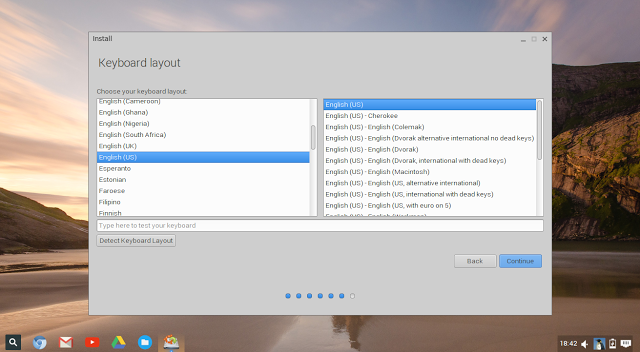 Install
Keyboard layout
Choose your keyboard layout
English (Cameroon)
English (Ghana)
English (Nigeria)
English (South Africa)
English (UK)
English (US)
Esperanto
Estonian
Faroese
Filipino
Finnish
English (US)
English (US) - Cherokee
English (US) - English (Colemak)
English (US) - English (Dvorak alternative international no dead keys)
English (US) - English (Dvorak)
English (US) - English (Dvorak, international with dead keys)
English (US) - English (Macintosh)
English (US) - English (US, alternative international)
English (US) - English (US, international with dead keys)
English (US) - English (US, with euro on 5)
English (US) - English (Workman)
Type here to test your keyboard
Detect Keyboard Layout
Back
Continue
18:42